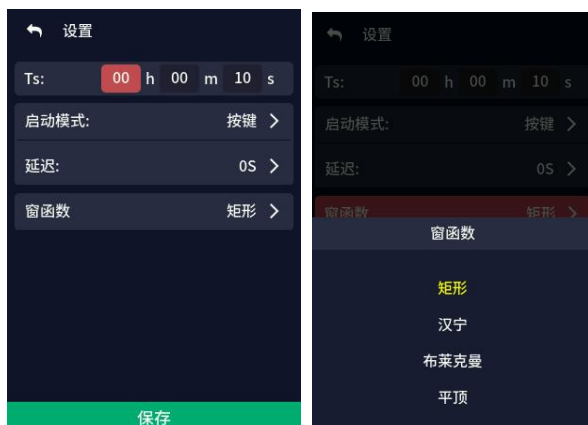 设置
Ts: 00 h 00 m 10 s
启动模式: 按键
延迟: 0S
窗函数 矩形
保存
设置
Ts: 00 h 00 m 10 s
启动模式: 按键
延迟: 0S
窗函数 矩形
窗函数
矩形
汉宁
布莱克曼
平顶